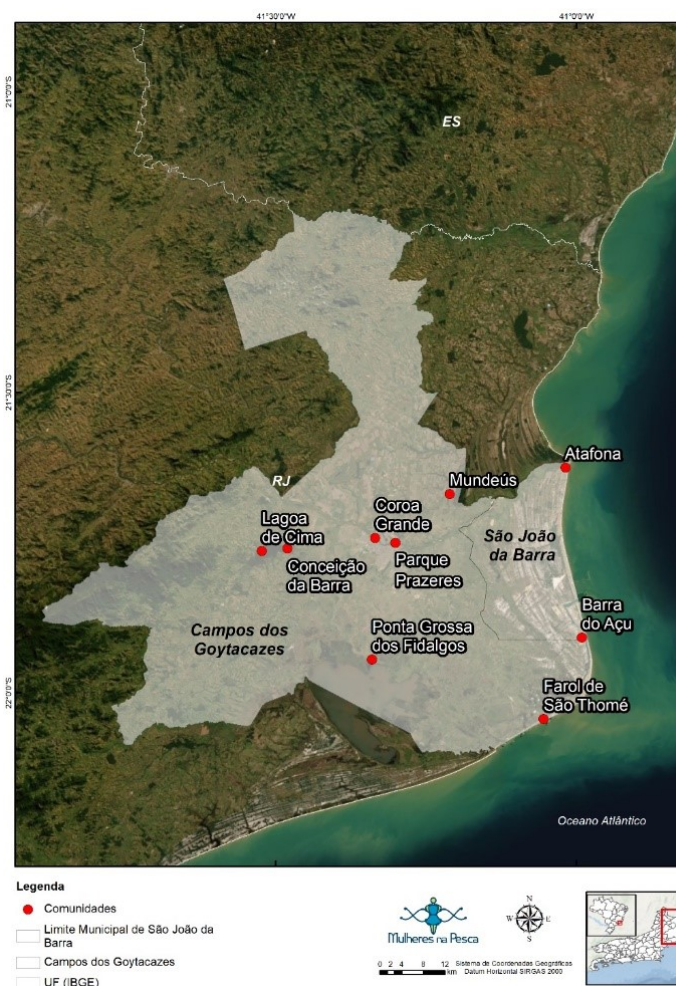 41°30'0"W
41°0'0"W
21°0'0"S
21°30'0"S
22°0'0"S
ES
RJ
Atafona
Mundeús
Coroa
Grande
São João
da Barra
Lagoa
de Cima
Parque
Prazeres
Conceição
da Barra
Barra
do Açu
Campos dos
Goytacazes
Ponta Grossa
dos Fidalgos
Farol de
São Thomé
Oceano Atlântico
Legenda
Comunidades
Limite Municipal de São João da
Barra
Campos dos Goytacazes
UF (IBGE)
Mulheres na Pesca
N
W
E
S
0 2 4 8 12
km
Sistema de Coordenadas Geográficas
Datum Horizontal SIRGAS 2000